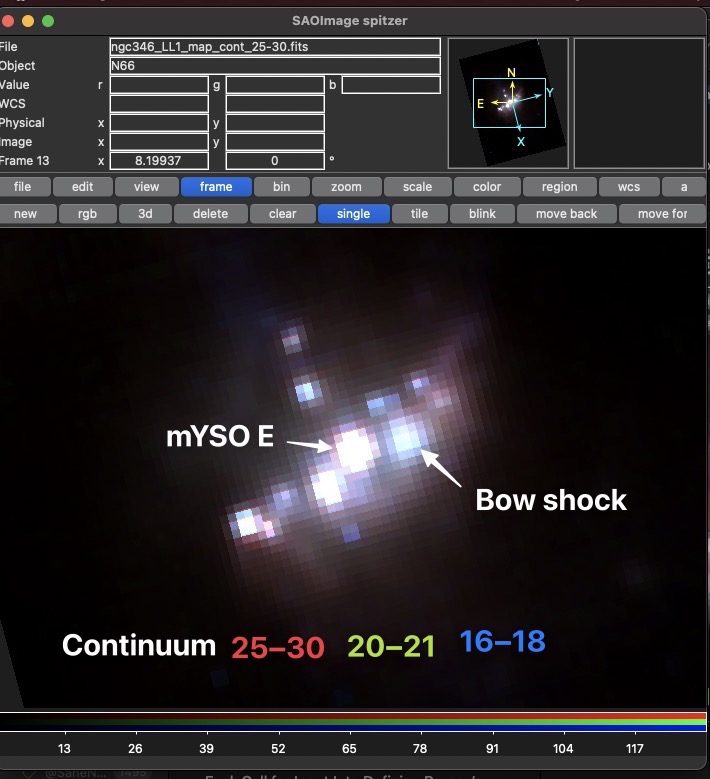 SAOImage spitzer
File ngc346_LL1_map_cont_25-30.fits
Object N66
Value r g b
WCS
Physical x y
Image x y
Frame 13 x 8.19937 0 °
N
E
Y
X
file edit view frame bin zoom scale color region wcs a
new rgb 3d delete clear single tile blink move back move for
mYSO E
Bow shock
Continuum 25–30 20–21 16–18
13 26 39 52 65 78 91 104 117